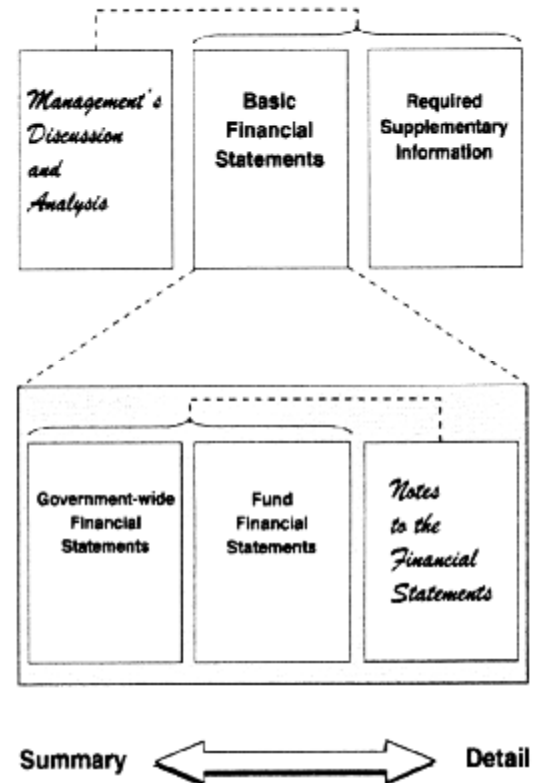 Management's
Discussion
and
Analysis
Basic
Financial
Statements
Required
Supplementary
Information
Government-wide
Financial
Statements
Fund
Financial
Statements
Notes
to the
Financial
Statements
Summary
Detail